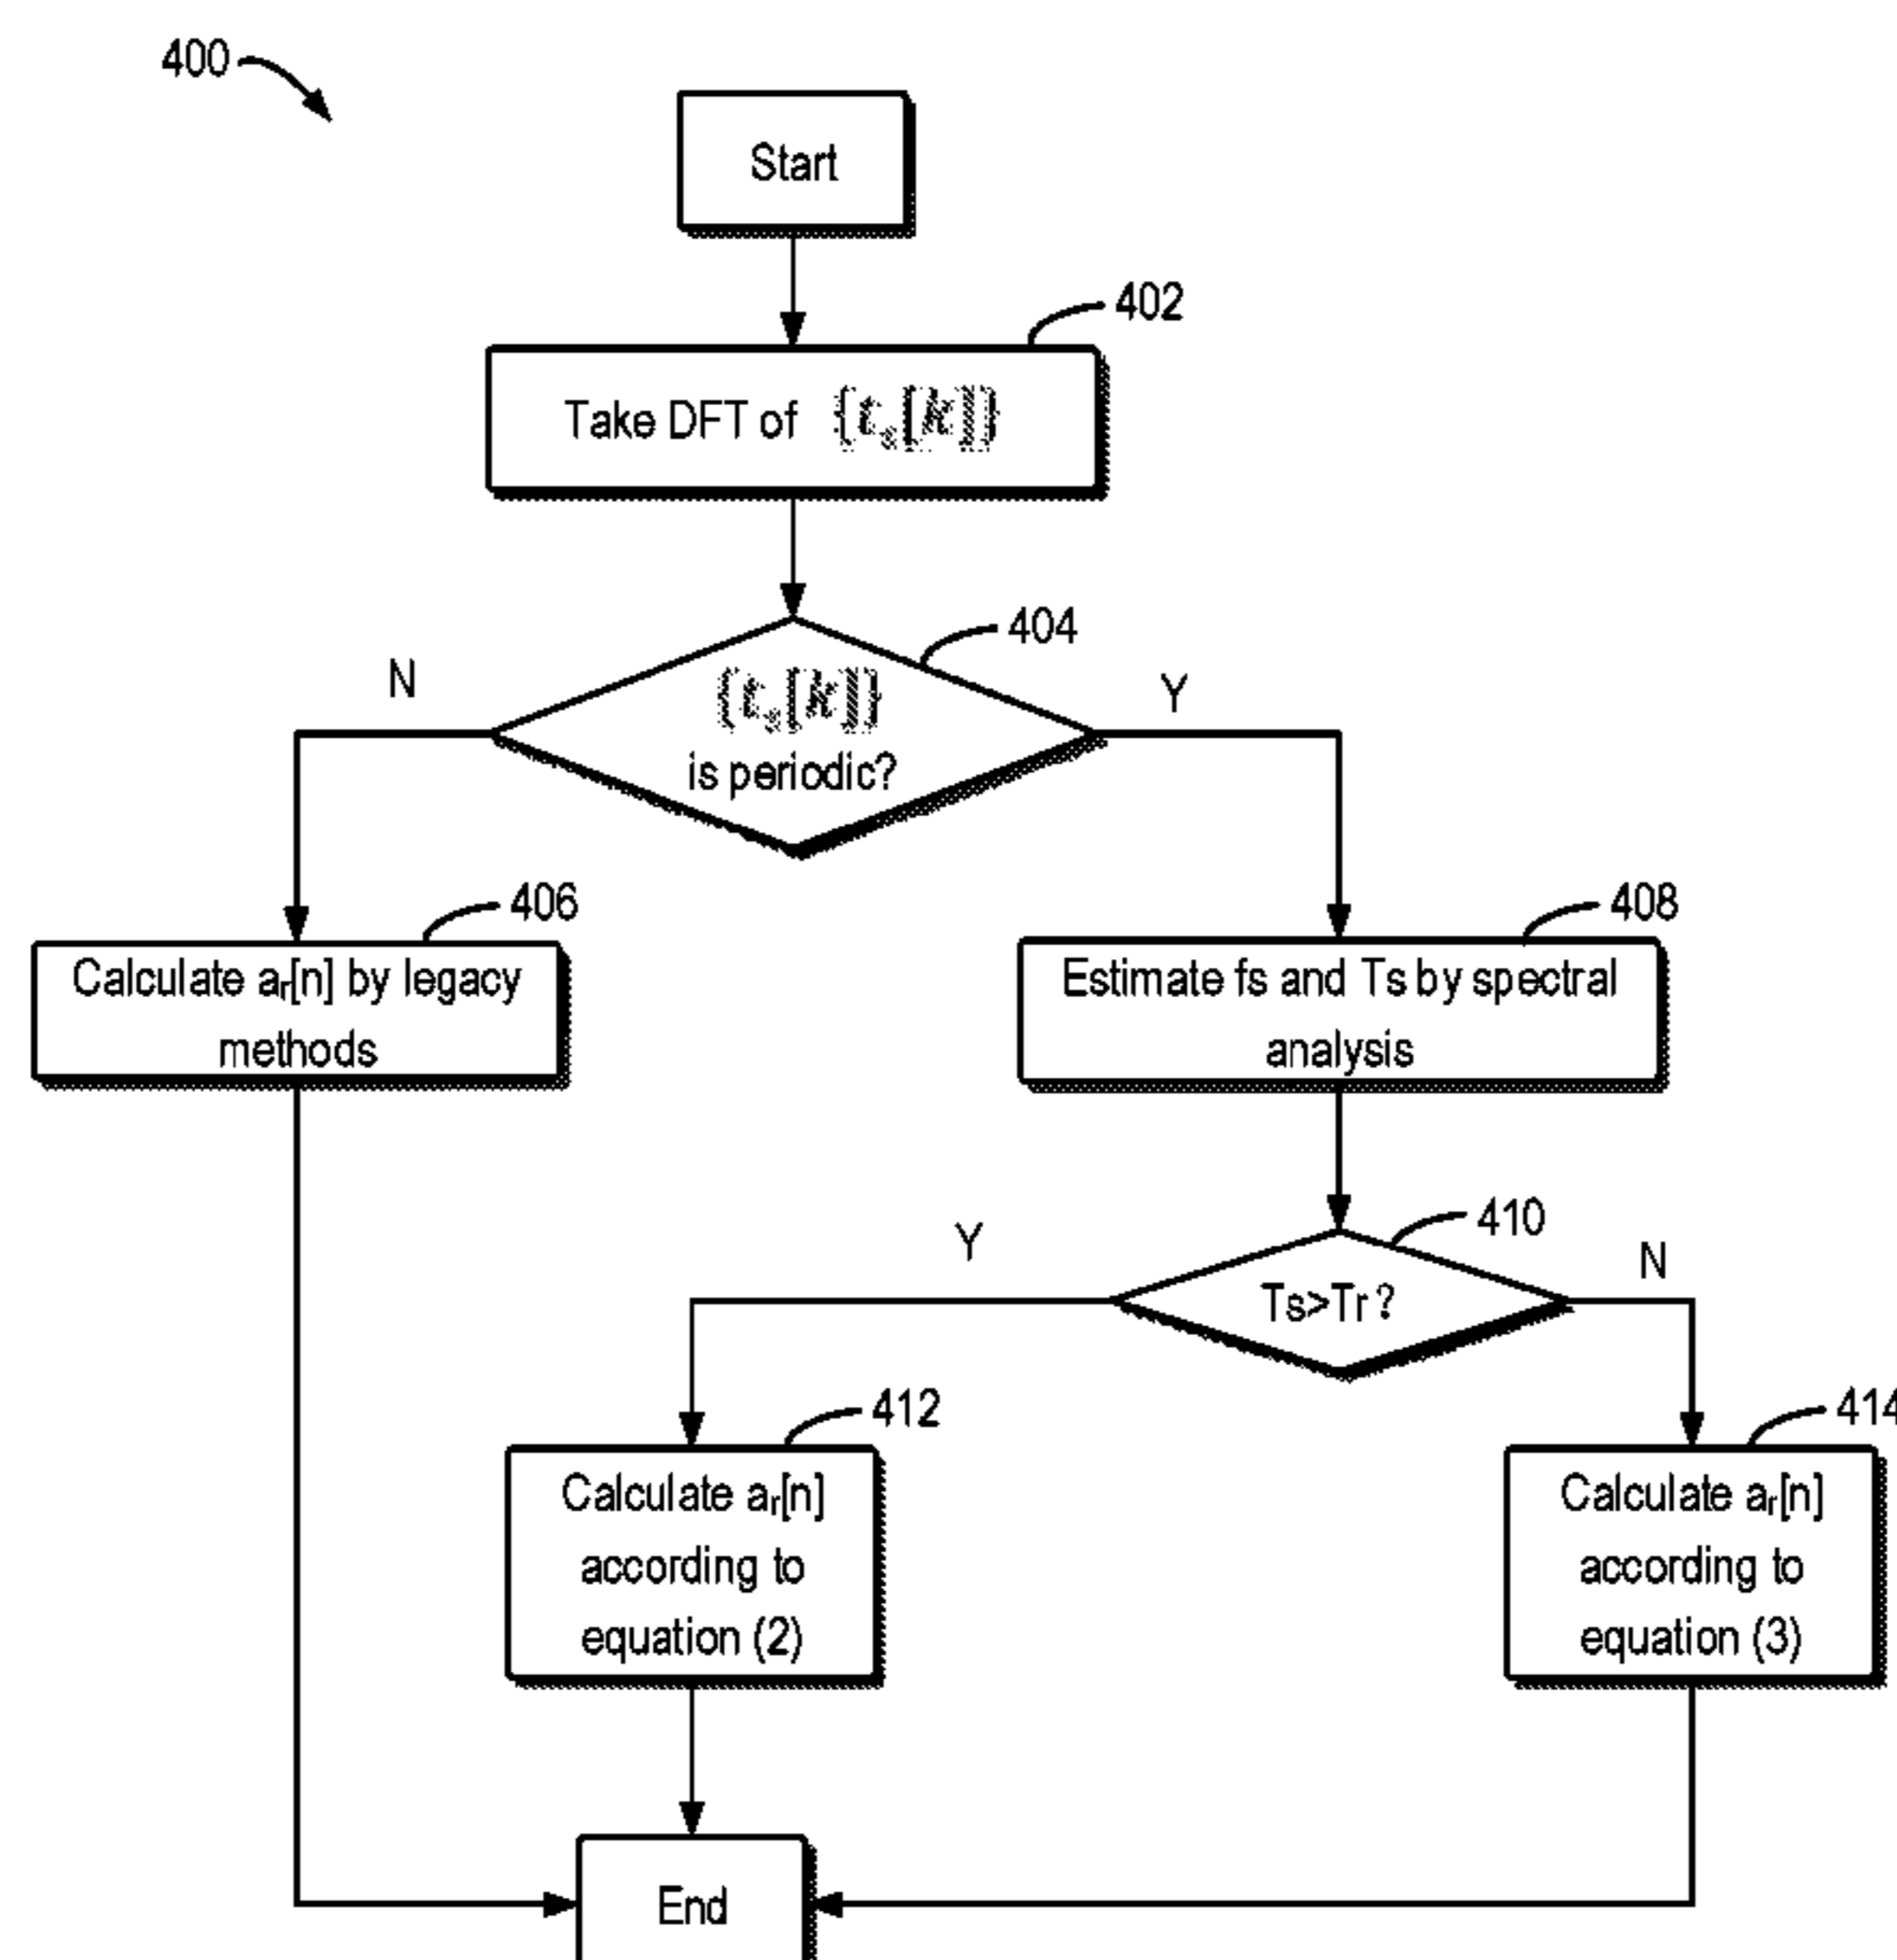 400
Start
402
Take DFT of {tₛ[k]}
404
N
Y
{tₛ[k]}
is periodic?
406
408
Calculate aᵣ[n] by legacy
methods
Estimate fs and Ts by spectral
analysis
410
Y
N
Ts>Tr?
412
414
Calculate aᵣ[n]
according to
equation (2)
Calculate aᵣ[n]
according to
equation (3)
End